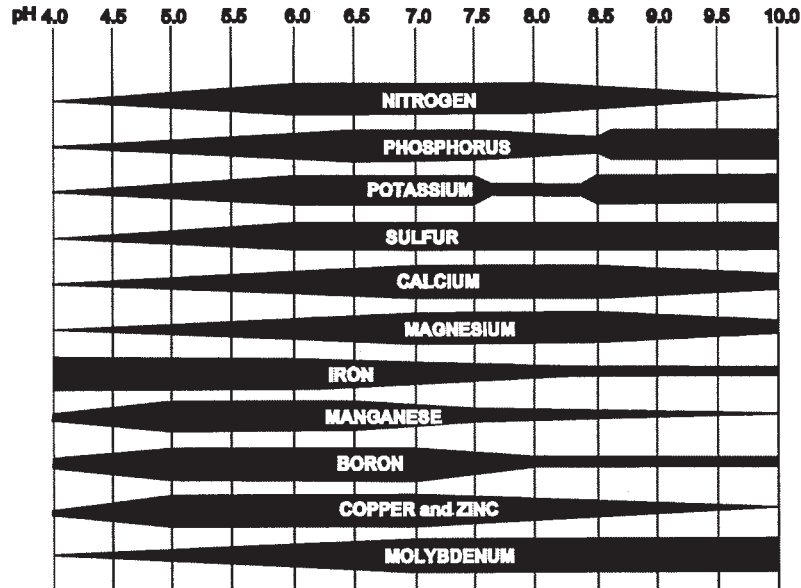 pH 4.0 4.5 5.0 5.5 6.0 6.5 7.0 7.5 8.0 8.5 9.0 9.5 10.0
NITROGEN
PHOSPHORUS
POTASSIUM
SULFUR
CALCIUM
MAGNESIUM
IRON
MANGANESE
BORON
COPPER and ZINC
MOLYBDENUM